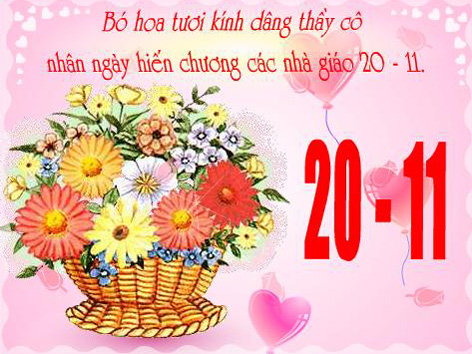 Bó hoa tươi kính dâng thầy cô
nhân ngày hiến chương các nhà giáo 20 - 11.
20 - 11